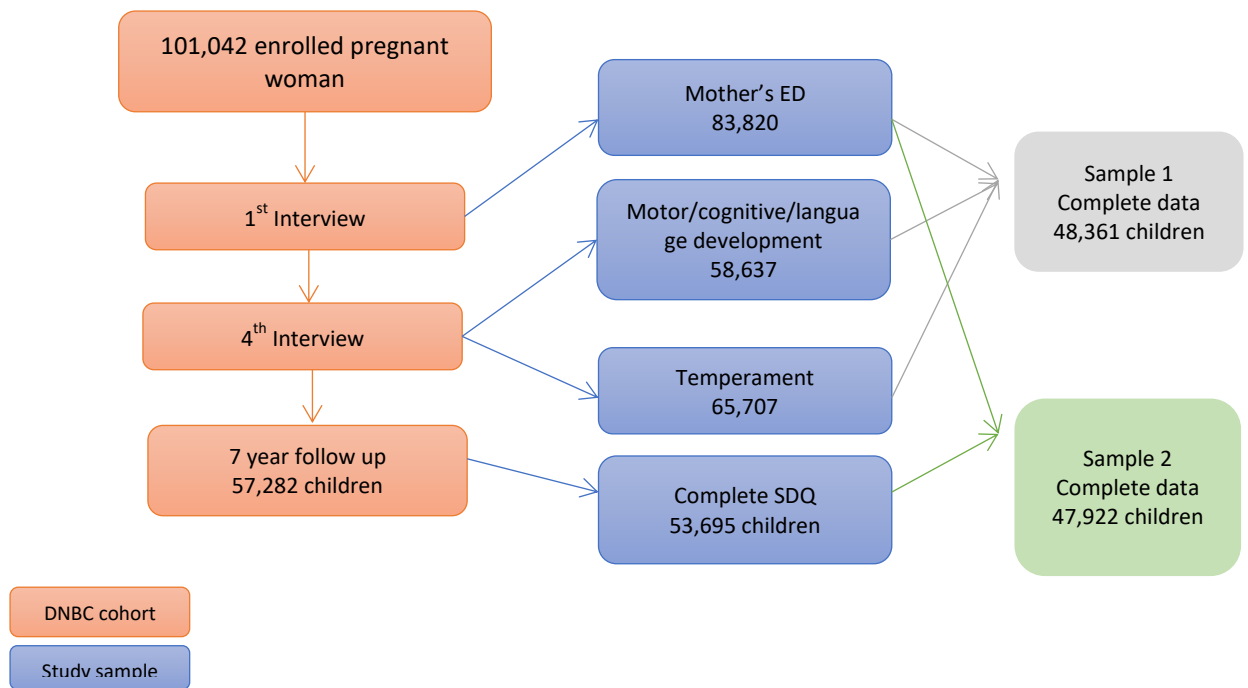 101,042 enrolled pregnant
woman
1st Interview
4th Interview
7 year follow up
57,282 children
Mother’s ED
83,820
Motor/cognitive/langua
ge development
58,637
Temperament
65,707
Complete SDQ
53,695 children
Sample 1
Complete data
48,361 children
Sample 2
Complete data
47,922 children
DNBC cohort
Study sample